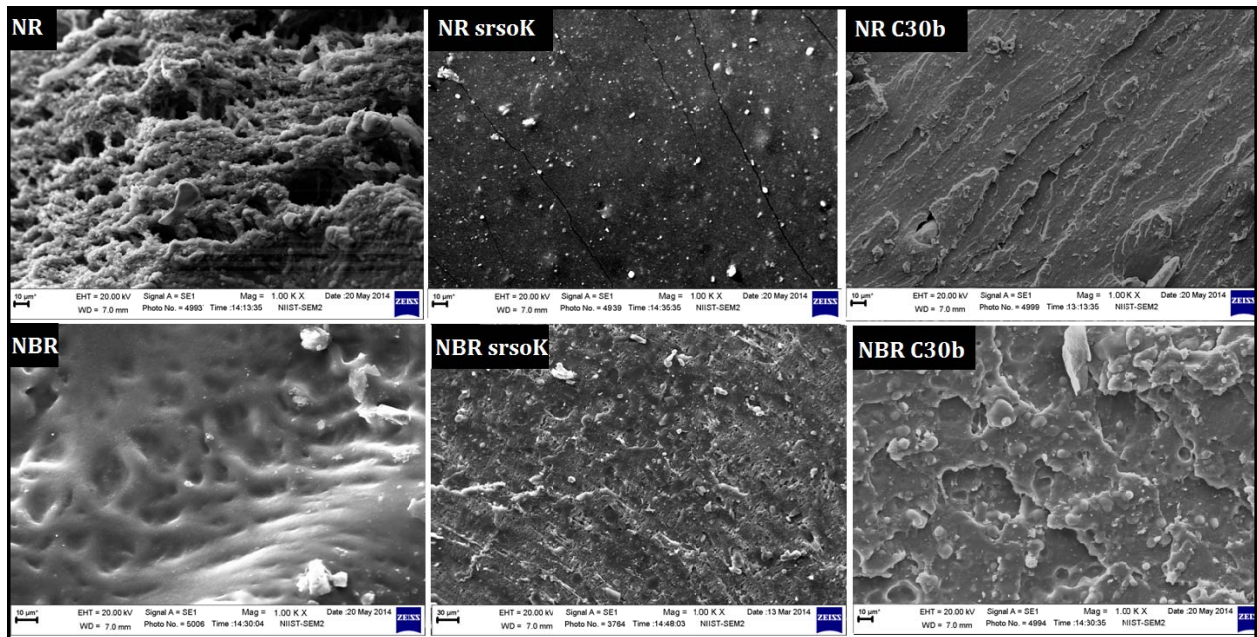 NR
NR srsoK
NR C30b
10 µm*
EHT = 20.00 kV Signal A = SE1 Mag = 1.00 K X Date :20 May 2014
WD = 7.0 mm Photo No. = 4993 Time :14:13:35 NIIST-SEM2
ZEISS
10 µm*
EHT = 20.00 kV Signal A = SE1 Mag = 1.00 K X Date :20 May 2014
WD = 7.0 mm Photo No. = 4939 Time :14:35:35 NIIST-SEM2
ZEISS
10 µm*
EHT = 20.00 kV Signal A = SE1 Mag = 1.00 K X Date :20 May 2014
WD = 7.0 mm Photo No. = 4999 Time :13:13:35 NIIST-SEM2
ZEISS
NBR
NBR srsoK
NBR C30b
10 µm*
EHT = 20.00 kV Signal A = SE1 Mag = 1.00 K X Date :20 May 2014
WD = 7.0 mm Photo No. = 5006 Time :14:30:04 NIIST-SEM2
ZEISS
30 µm*
EHT = 20.00 kV Signal A = SE1 Mag = 1.00 K X Date :13 Mar 2014
WD = 7.0 mm Photo No. = 3764 Time :14:48:03 NIIST-SEM2
ZEISS
10 µm*
EHT = 20.00 kV Signal A = SE1 Mag = 1.00 K X Date :20 May 2014
WD = 7.0 mm Photo No. = 4994 Time :14:30:35 NIIST-SEM2
ZEISS